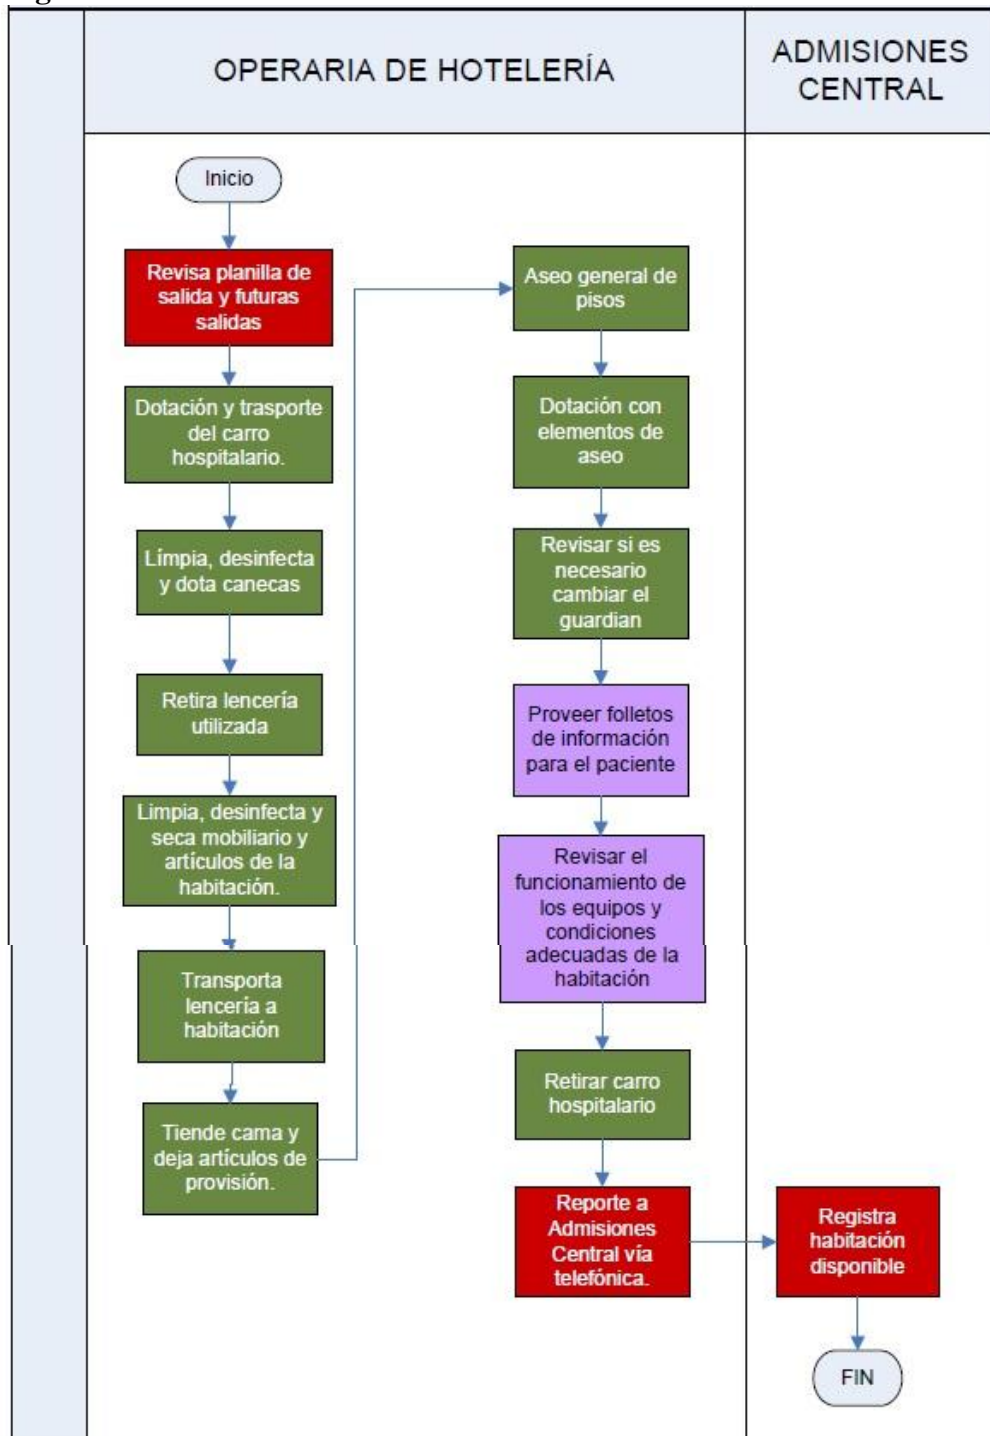 OPERARIA DE HOTELERÍA
ADMISIONES
CENTRAL
Inicio
Revisa planilla de
salida y futuras
salidas
Dotación y trasporte
del carro
hospitalario.
Límpia, desinfecta
y dota canecas
Retira lencería
utilizada
Limpia, desinfecta y
seca mobiliario y
artículos de la
habitación.
Transporta
lencería a
habitación
Tiende cama y
deja artículos de
provisión.
Aseo general de
pisos
Dotación con
elementos de
aseo
Revisar si es
necesario
cambiar el
guardian
Proveer folletos
de información
para el paciente
Revisar el
funcionamiento de
los equipos y
condiciones
adecuadas de la
habitación
Retirar carro
hospitalario
Reporte a
Admisiones
Central vía
telefónica.
Registra
habitación
disponible
FIN